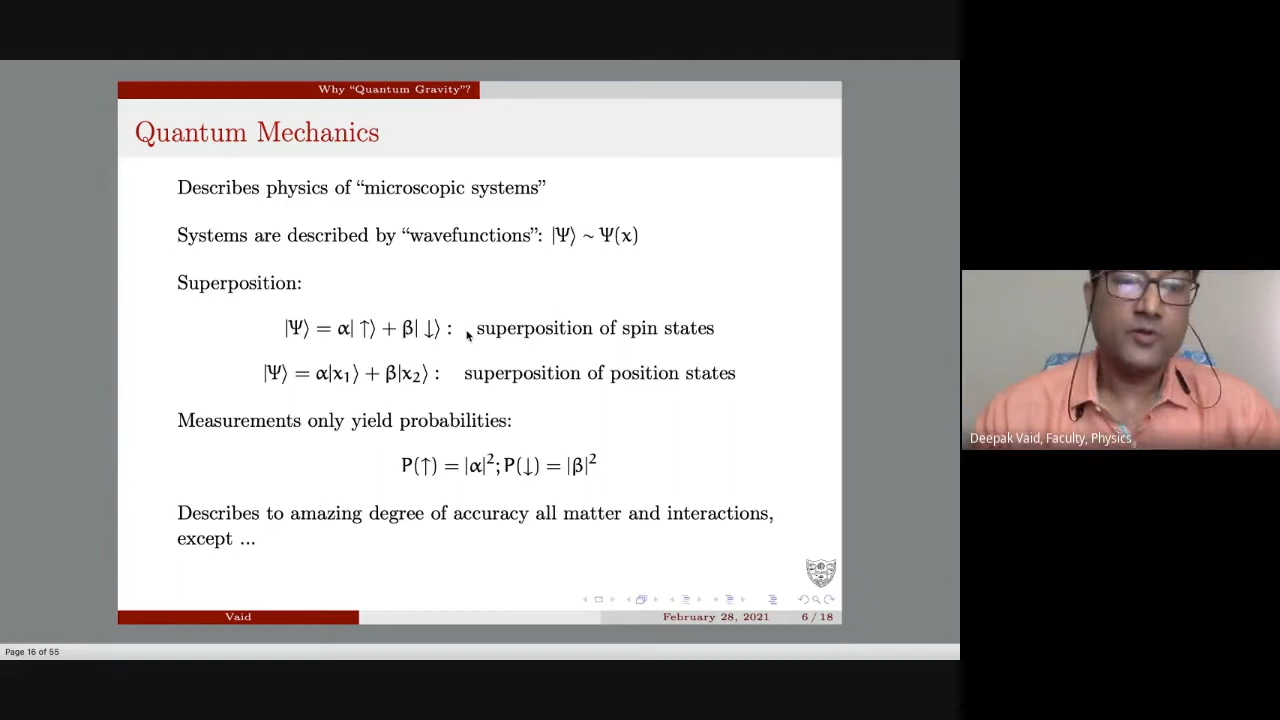 Why “Quantum Gravity”?
Quantum Mechanics
Describes physics of “microscopic systems”
Systems are described by “wavefunctions”: |Ψ⟩ ~ Ψ(x)
Superposition:
|Ψ⟩ = α| ↑⟩ + β| ↓⟩ : superposition of spin states
|Ψ⟩ = α|x₁⟩ + β|x₂⟩ : superposition of position states
Measurements only yield probabilities:
P(↑) = |α|²; P(↓) = |β|²
Describes to amazing degree of accuracy all matter and interactions,
except ...
Vaid
February 28, 2021
6 / 18
Page 16 of 55
Deepak Vaid, Faculty, Physics